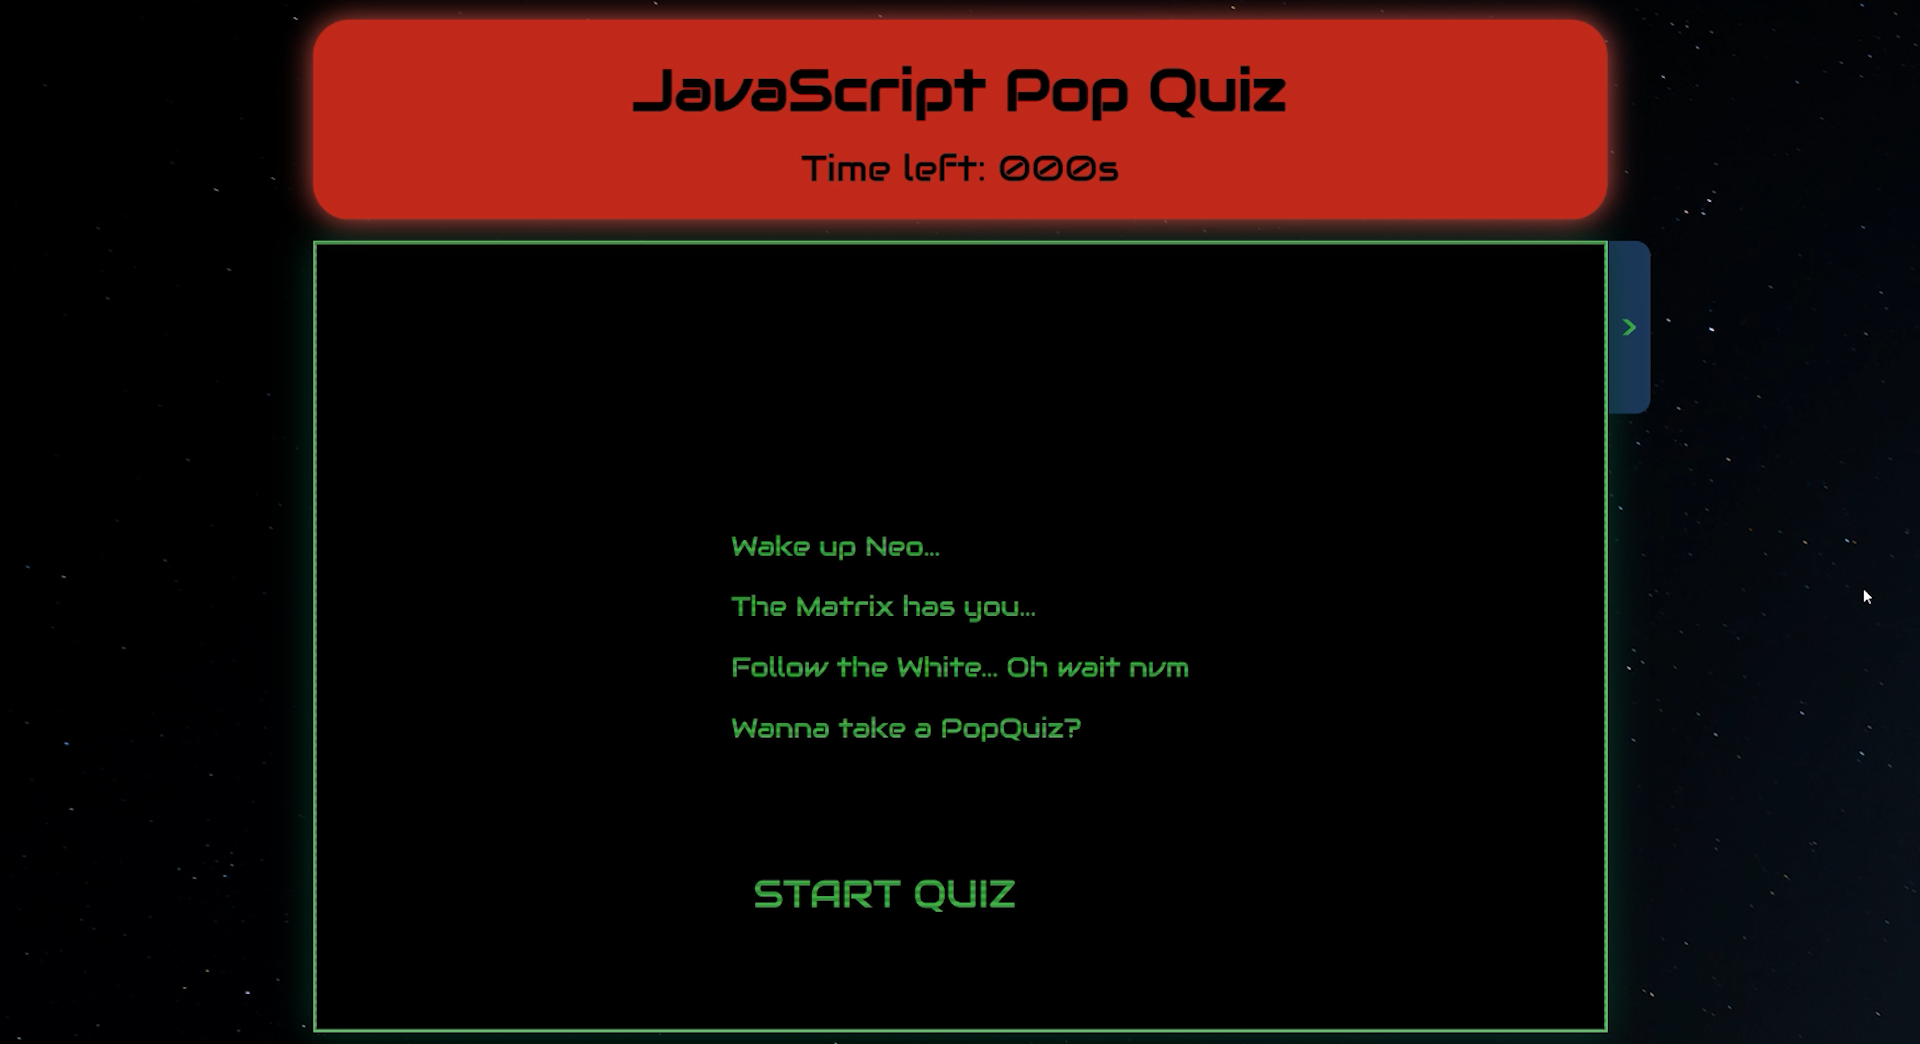 JavaScript Pop Quiz
Time left: 000s
>
Wake up Neo...
The Matrix has you...
Follow the White... Oh wait nvm
Wanna take a PopQuiz?
START QUIZ